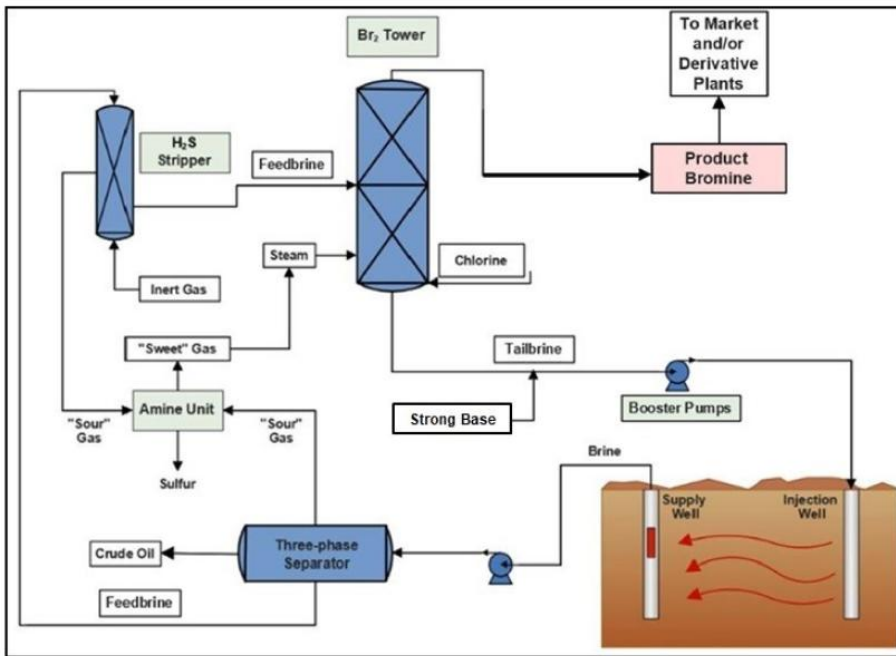 Br₂ Tower
To Market
and/or
Derivative
Plants
H₂S
Stripper
Feedbrine
Product
Bromine
Steam
Chlorine
Inert Gas
"Sweet" Gas
Tailbrine
Amine Unit
Strong Base
Booster Pumps
"Sour"
Gas
"Sour"
Gas
Sulfur
Brine
Supply
Well
Injection
Well
Crude Oil
Three-phase
Separator
Feedbrine